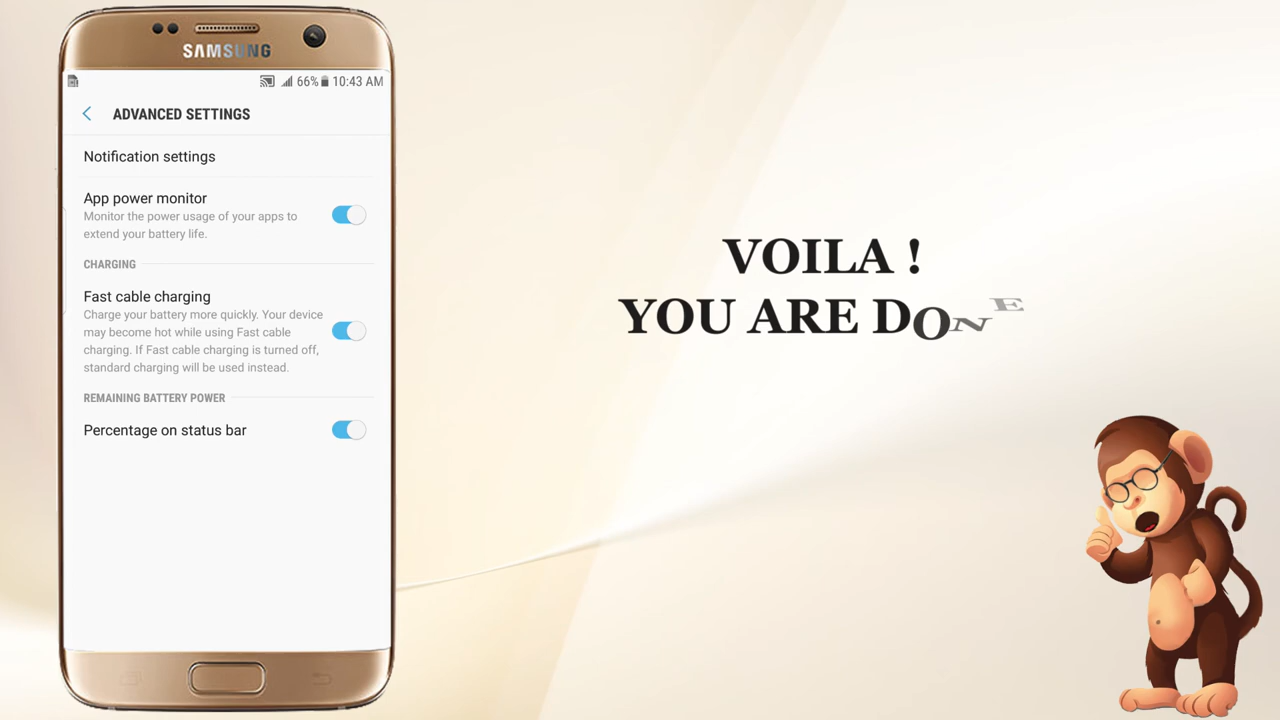 SAMSUNG
66% 10:43 AM
ADVANCED SETTINGS
Notification settings
App power monitor
Monitor the power usage of your apps to
extend your battery life.
CHARGING
Fast cable charging
Charge your battery more quickly. Your device
may become hot while using Fast cable
charging. If Fast cable charging is turned off,
standard charging will be used instead.
REMAINING BATTERY POWER
Percentage on status bar
VOILA !
YOU ARE DONE